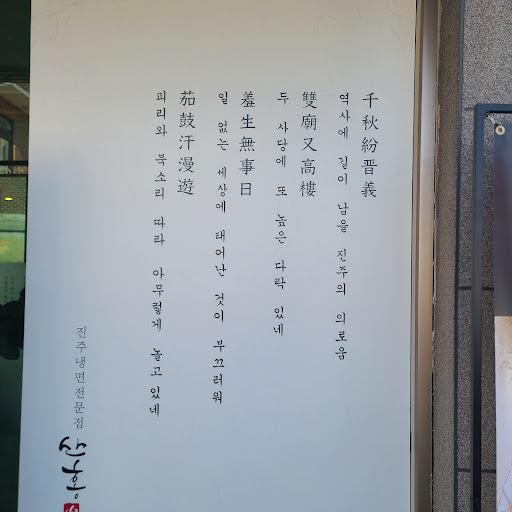 千秋紛晋義
역사에 길이 남을 진주의 의로움
雙廟又高樓
두 사당에 또 높은 다락 있네
羞生無事日
일 없는 세상에 태어난 것이 부끄러워
茄鼓汗漫遊
피리와 북소리 따라 아무렇게 놀고있네
진주냉면전문점
산홍